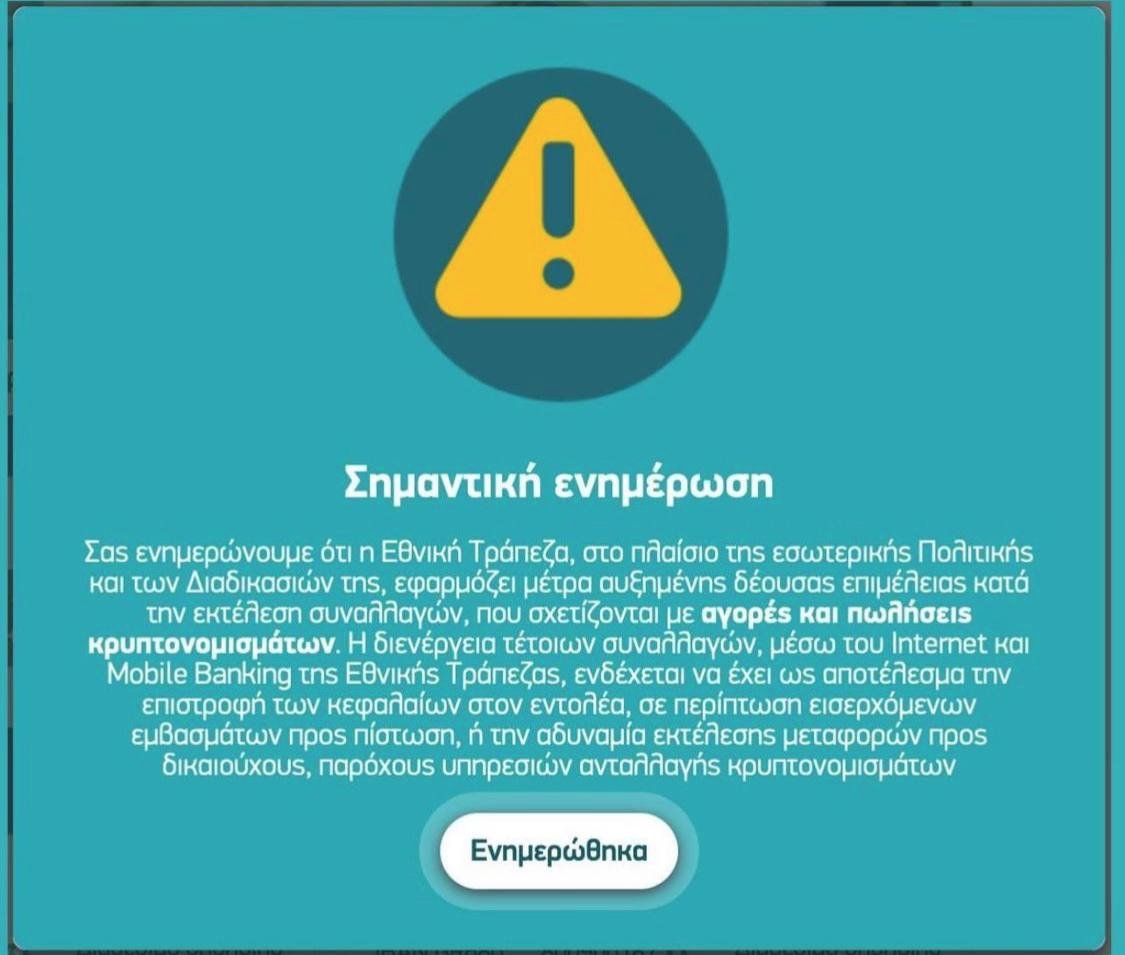 Σημαντική ενημέρωση
Σας ενημερώνουμε ότι η Εθνική Τράπεζα, στο πλαίσιο της εσωτερικής Πολιτικής
και των Διαδικασιών της, εφαρμόζει μέτρα αυξημένης δέουσας επιμέλειας κατά
την εκτέλεση συναλλαγών, που σχετίζονται με αγορές και πωλήσεις
κρυπτονομισμάτων. Η διενέργεια τέτοιων συναλλαγών, μέσω του Internet και
Mobile Banking της Εθνικής Τράπεζας, ενδέχεται να έχει ως αποτέλεσμα την
επιστροφή των κεφαλαίων στον εντολέα, σε περίπτωση εισερχόμενων
εμβασμάτων προς πίστωση, ή την αδυναμία εκτέλεσης μεταφορών προς
δικαιούχους, παρόχους υπηρεσιών ανταλλαγής κρυπτονομισμάτων
Ενημερώθηκα